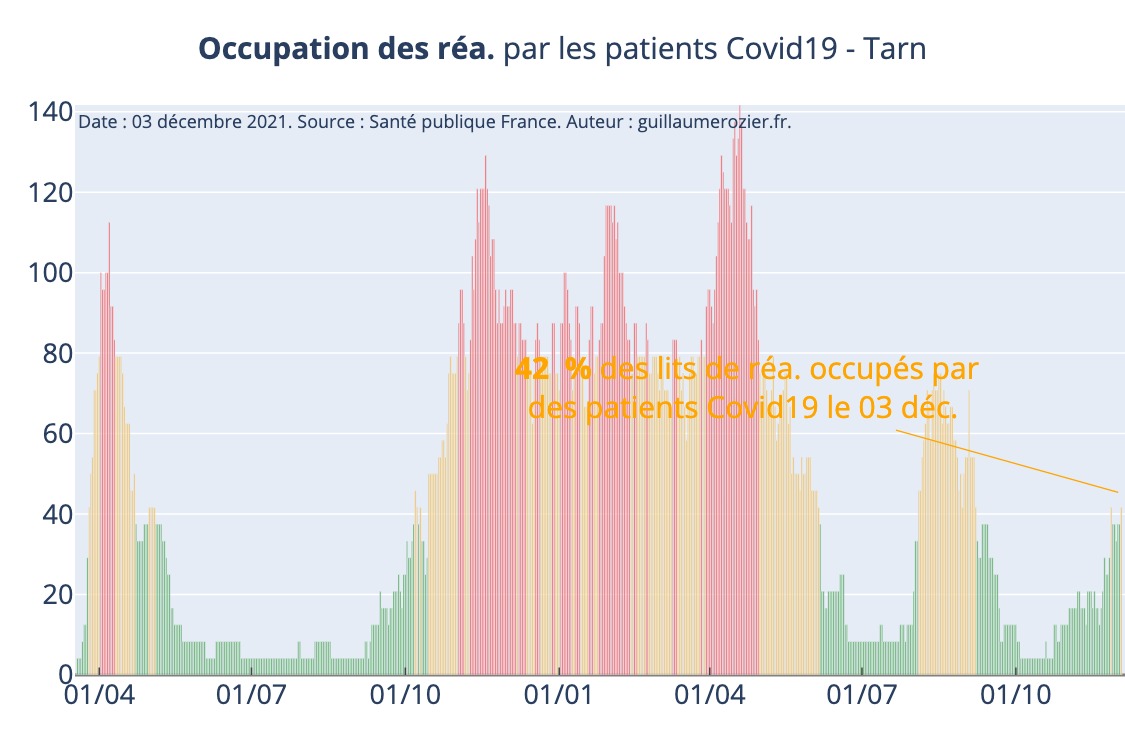 Occupation des réa. par les patients Covid19 - Tarn
140
Date : 03 décembre 2021. Source : Santé publique France. Auteur : guillaumerozier.fr.
120
100
80
42 % des lits de réa. occupés par
des patients Covid19 le 03 déc.
60
40
20
0
01/04 01/07 01/10 01/01 01/04 01/07 01/10